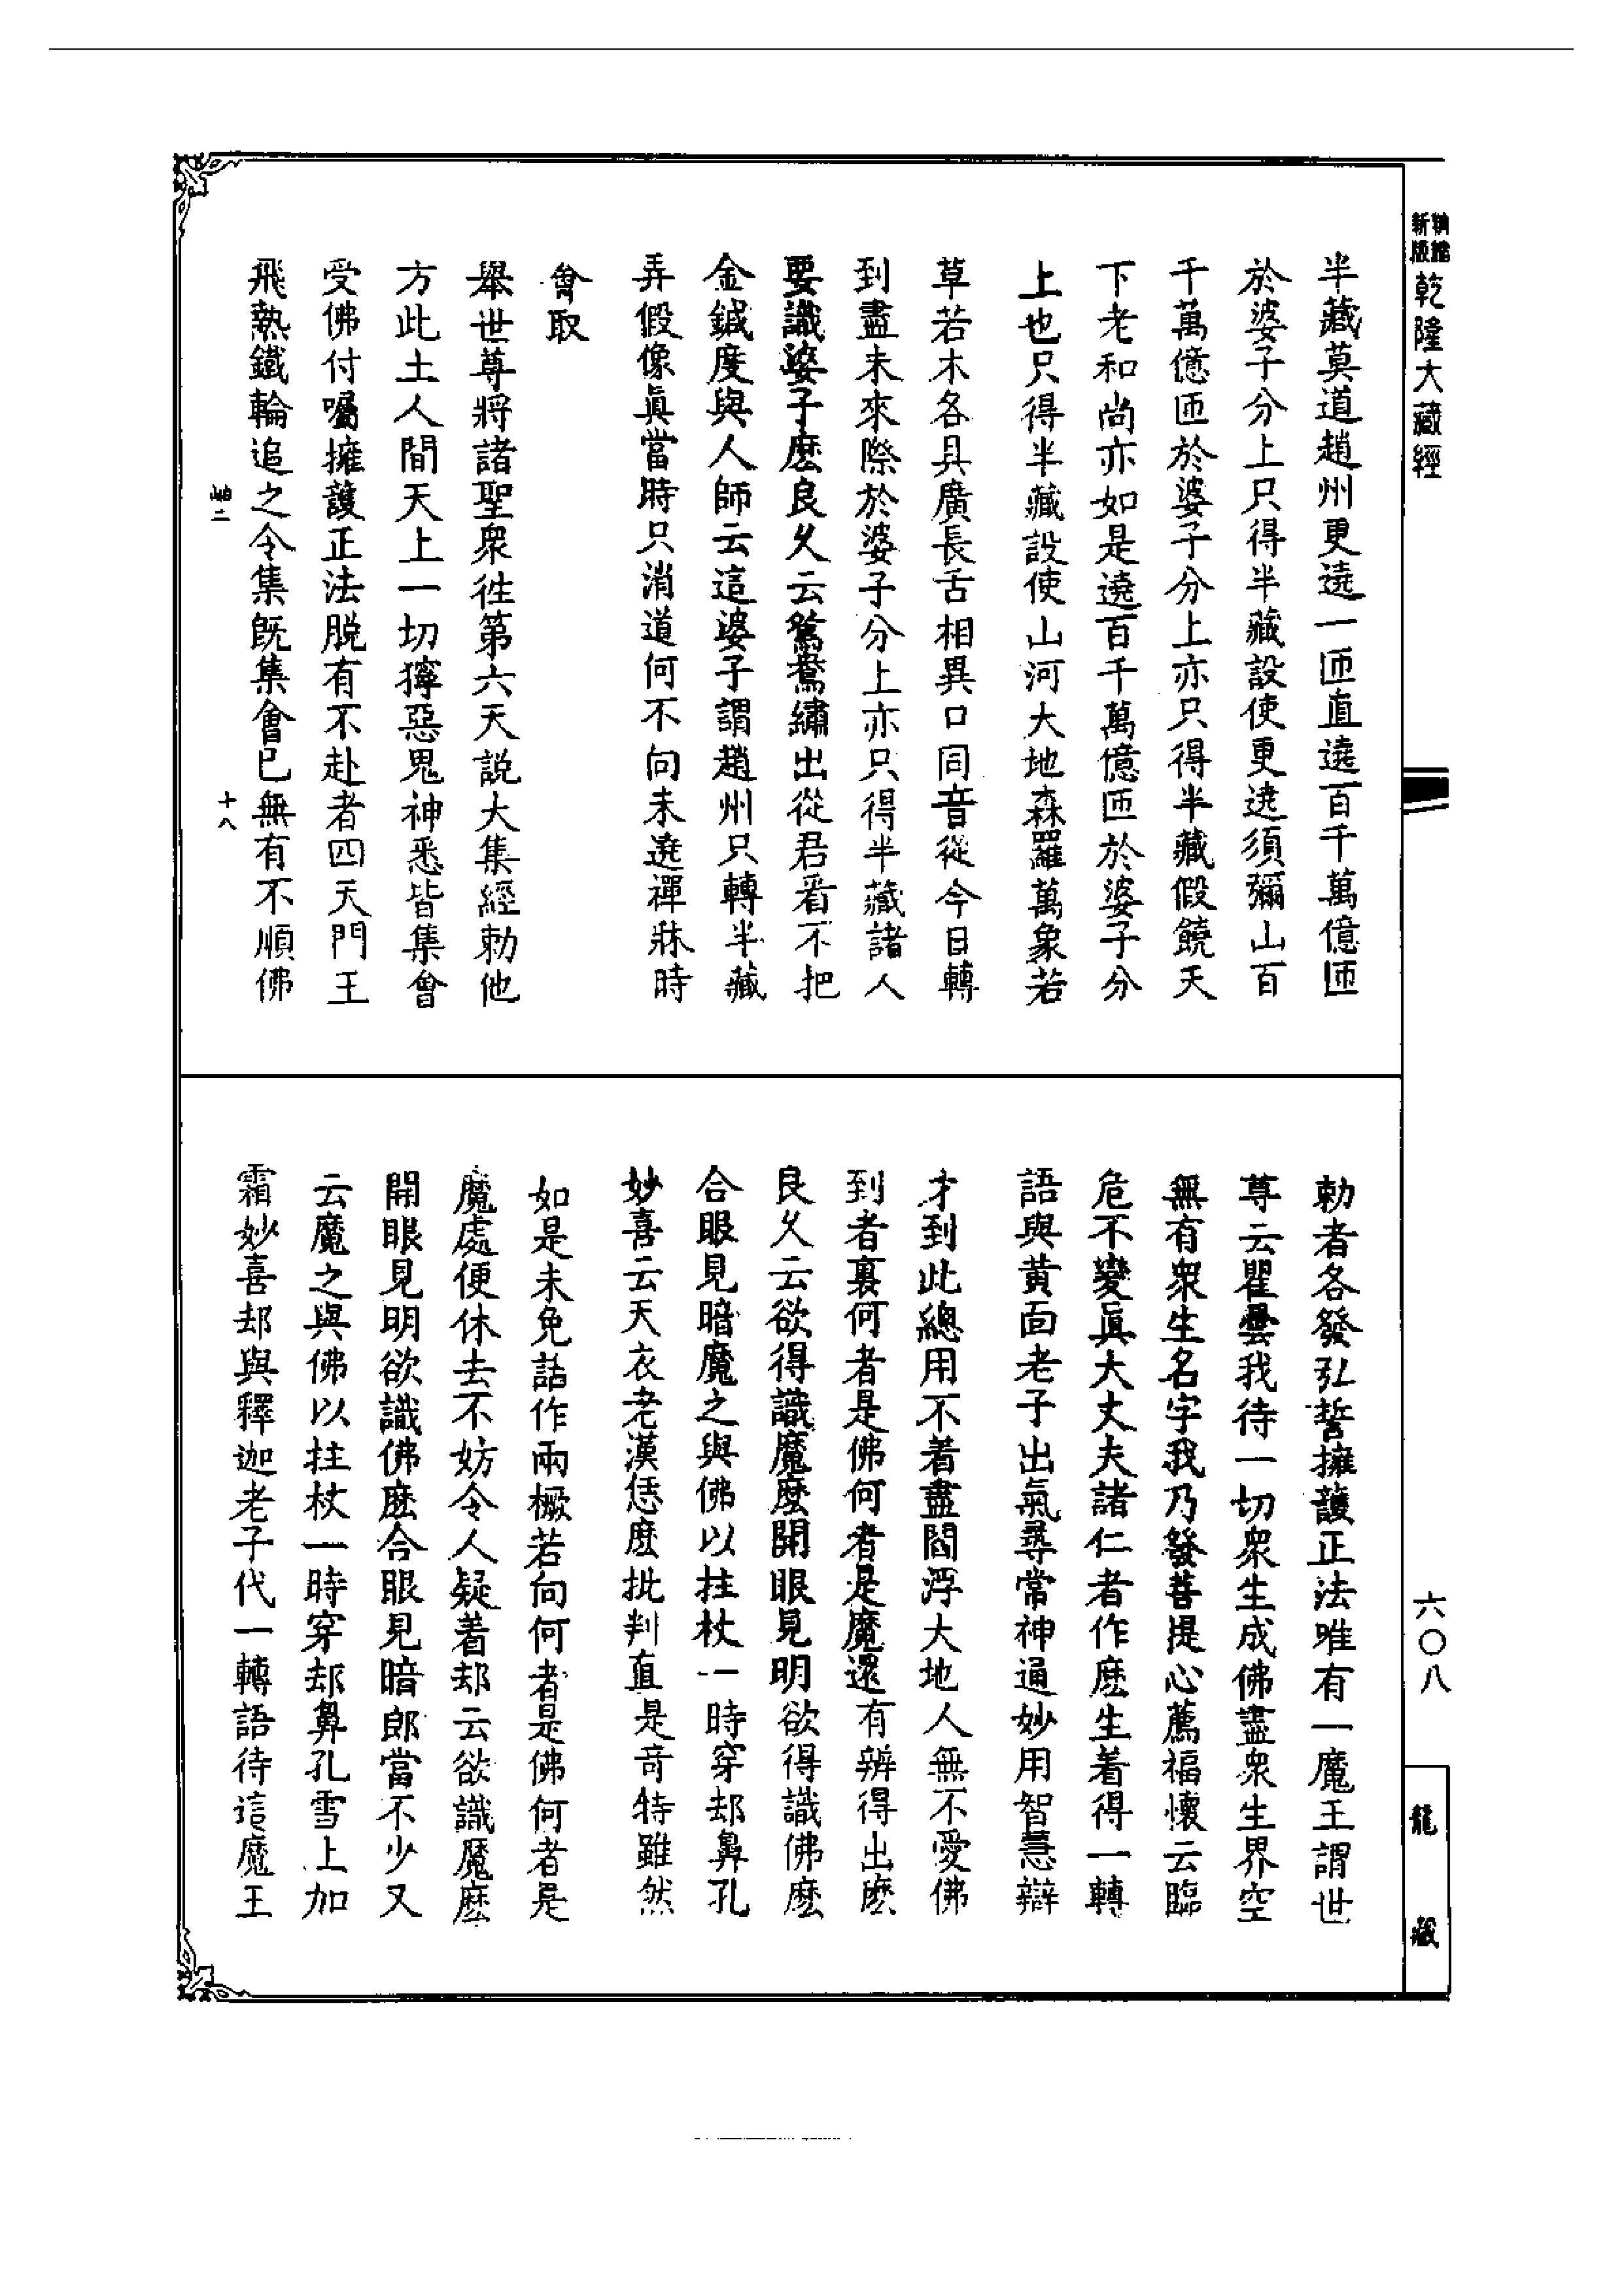 新編
縮版
乾隆大藏經
半藏莫道趙州更遶一匝直遶百千萬億匝
於婆子分上只得半藏設使更遶須彌山百
千萬億匝於婆子分上亦只得半藏假饒天
下老和尚亦如是遶百千萬億匝於婆子分
上也只得半藏設使山河大地森羅萬象若
草若木各具廣長舌相異口同音從今日轉
到盡未來際於婆子分上亦只得半藏諸人
要識婆子麽良久云鴛鴦繡出從君看不把
金鍼度與人師云這婆子謂趙州只轉半藏
弄假像眞當時只消道何不向未遶禪牀時
會取
舉世尊將諸聖衆徃第六天說大集經勅他
方此土人間天上一切獰惡鬼神悉皆集會
受佛付囑擁護正法脱有不赴者四天門王
飛熱鐵輪追之令集既集會已無有不順佛
十八
勅者各發弘誓擁護正法唯有一魔王謂世
尊云瞿曇我待一切衆生成佛盡衆生界空
無有衆生名字我乃發菩提心薦福懷云臨
危不變眞大丈夫諸仁者作麽生着得一轉
語與黃面老子出氣尋常神通妙用智慧辯
才到此總用不着盡閻浮大地人無不愛佛
到者裏何者是佛何者是魔還有辨得出麽
良久云欲得識魔麽開眼見明欲得識佛麽
合眼見暗魔之與佛以拄杖一時穿却鼻孔
妙喜云天衣老漢恁麽批判直是奇特雖然
如是未免話作兩橛若向何者是佛何者是
魔處便休去不妨令人疑着却云欲識魔麽
開眼見明欲識佛麽合眼見暗郎當不少又
云魔之與佛以拄杖一時穿却鼻孔雪上加
霜妙喜却與釋迦老子代一轉語待這魔王
六〇八
龍藏